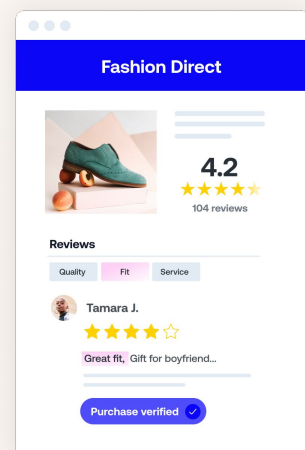 Fashion Direct
4.2
104 reviews
Reviews
Quality Fit Service
Tamara J.
Great fit, Gift for boyfriend...
Purchase verified